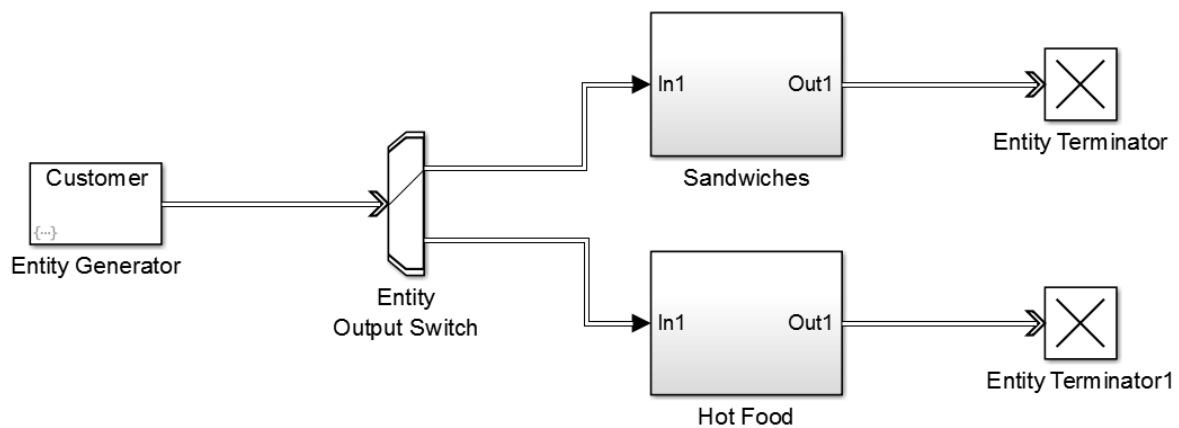 Customer
{...}
Entity Generator
Entity
Output Switch
In1
Out1
Sandwiches
Entity Terminator
In1
Out1
Hot Food
Entity Terminator1